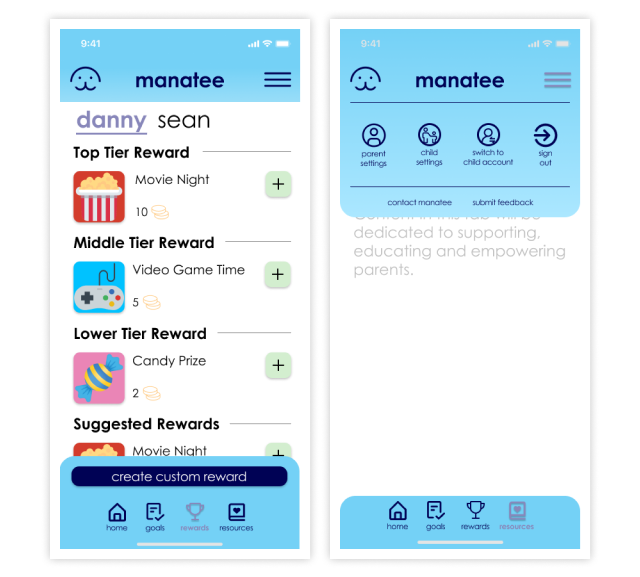 9:41
manatee
danny sean
Top Tier Reward
Movie Night
10
Middle Tier Reward
Video Game Time
5
Lower Tier Reward
Candy Prize
2
Suggested Rewards
Movie Night
create custom reward
home goals rewards resources
9:41
manatee
parent settings
child settings
switch to child account
sign out
contact manatee submit feedback
Content in this tab will be
dedicated to supporting,
educating and empowering
parents.
home goals rewards resources